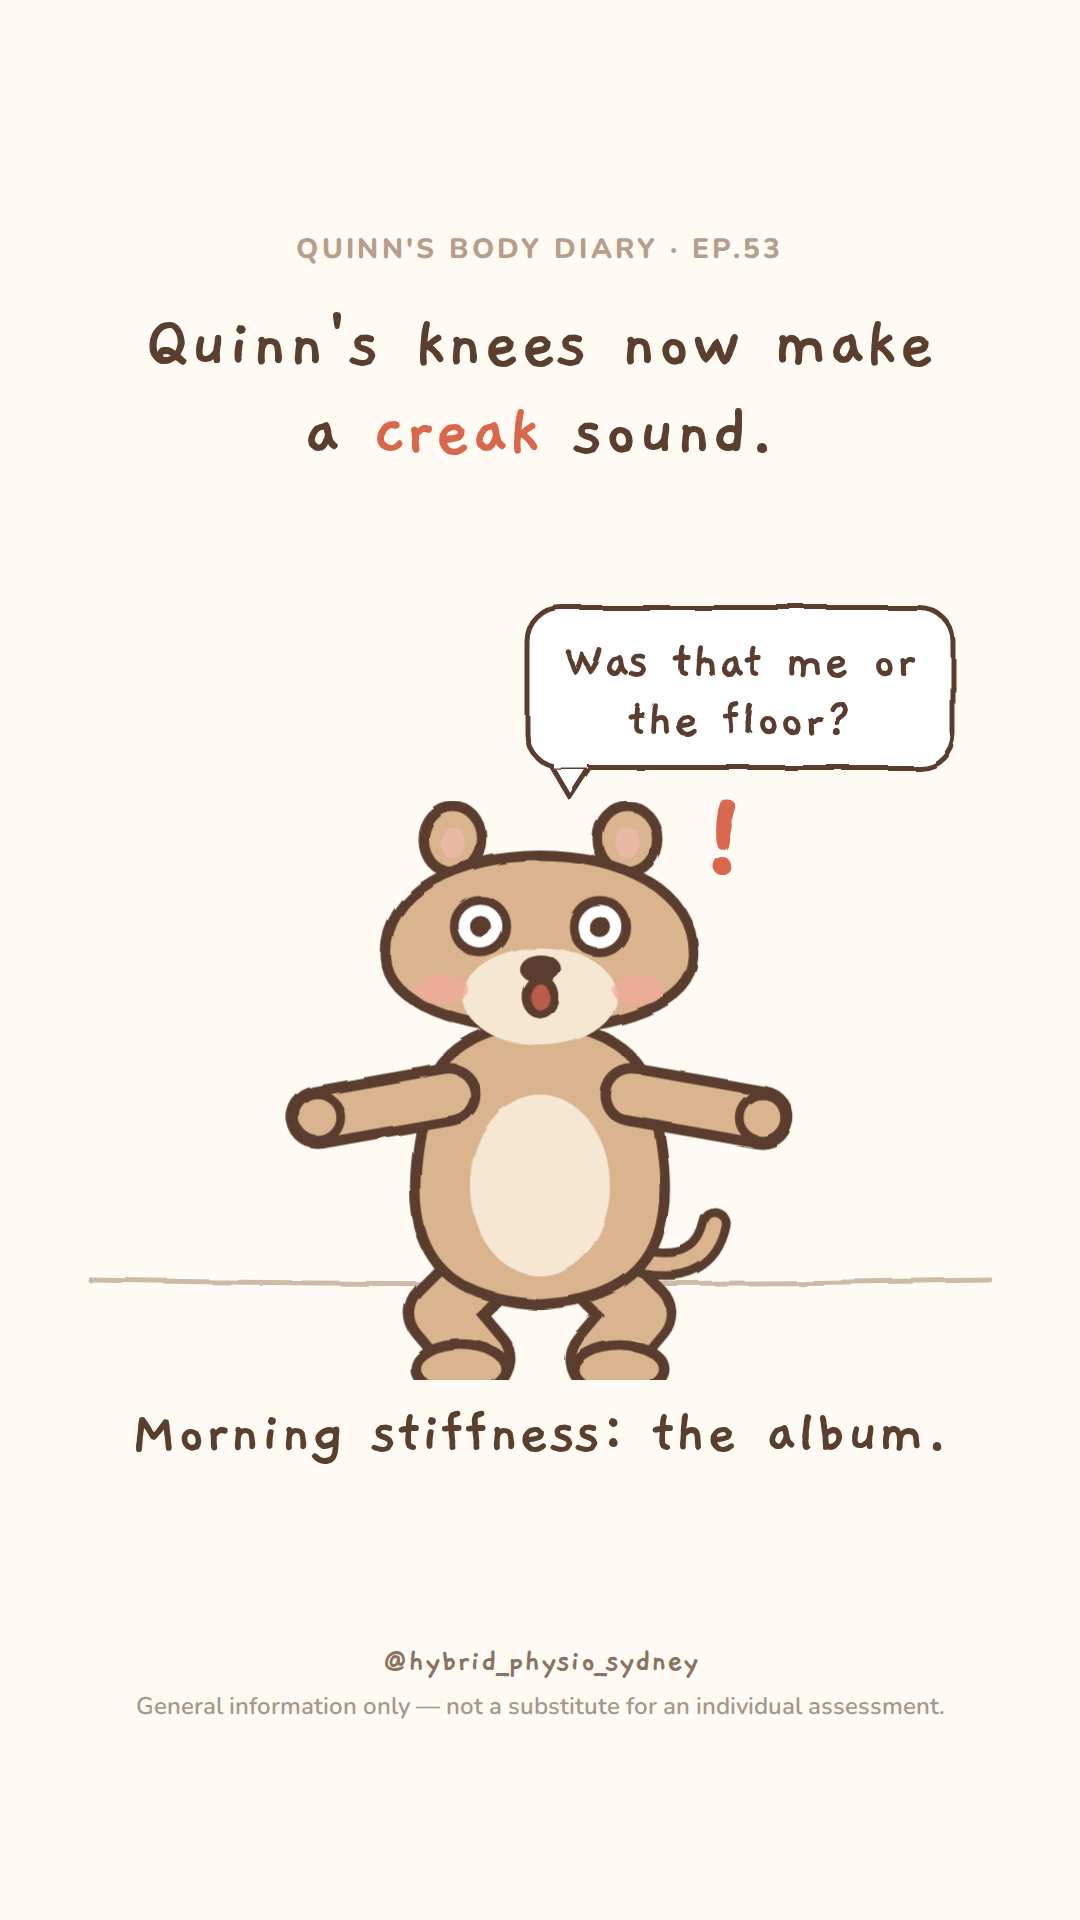 QUINN'S BODY DIARY · EP.53
Quinn's knees now make
a creak sound.
Was that me or
the floor?
!
Morning stiffness: the album.
@hybrid_physio_sydney
General information only — not a substitute for an individual assessment.